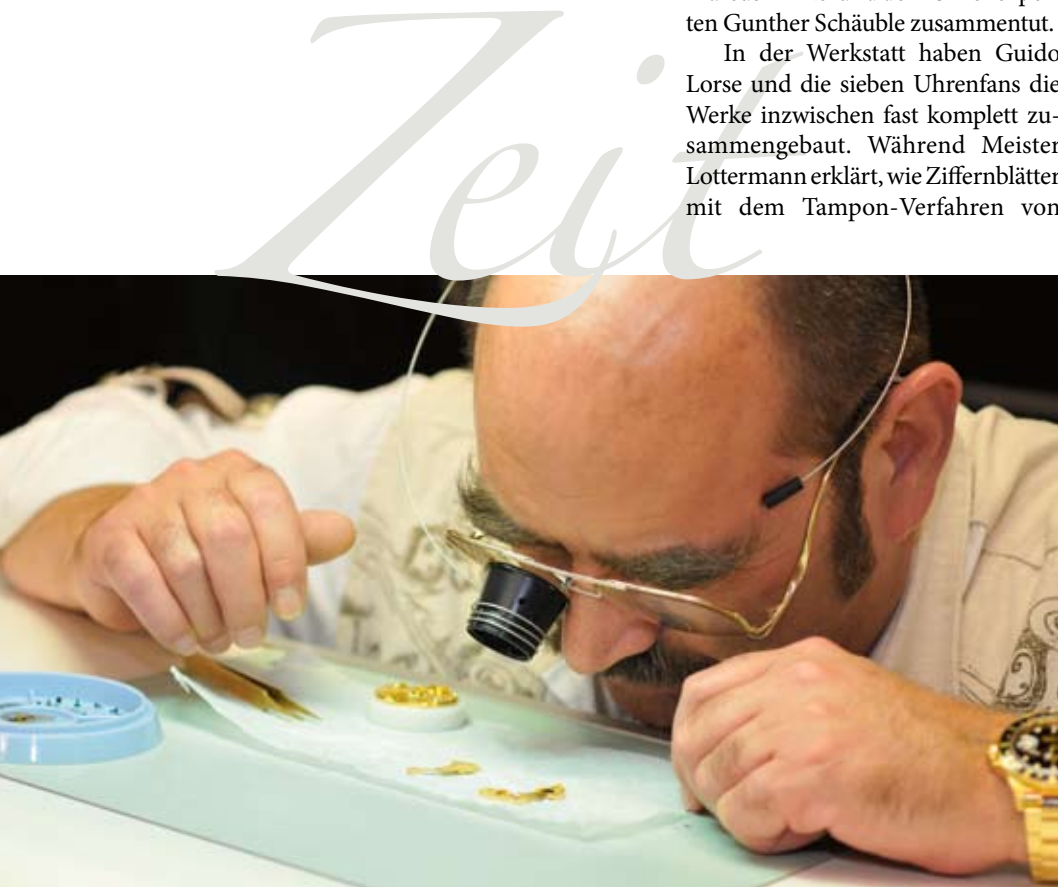 ten Gunther Schäuble zusammentut.
In der Werkstatt haben Guido
Lorse und die sieben Uhrenfans die
Werke inzwischen fast komplett zu-
sammengebaut. Während Meister
Lottermann erklärt, wie Ziffernblätter
mit dem Tampon-Verfahren von
Zeit